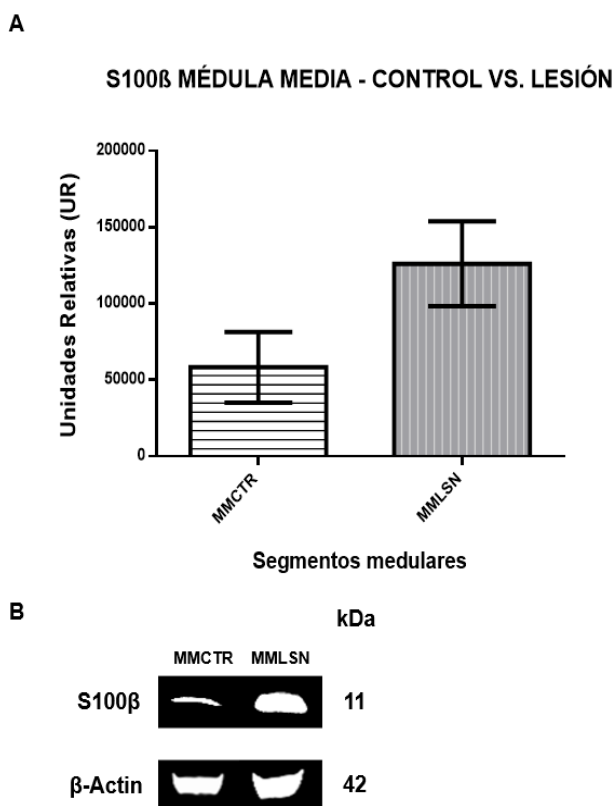 A
S100ß MÉDULA MEDIA - CONTROL VS. LESIÓN
Unidades Relativas (UR)
200000
150000
100000
50000
0
MMCTR
MMLSN
Segmentos medulares
B
kDa
MMCTR MMLSN
S100β 11
β-Actin 42